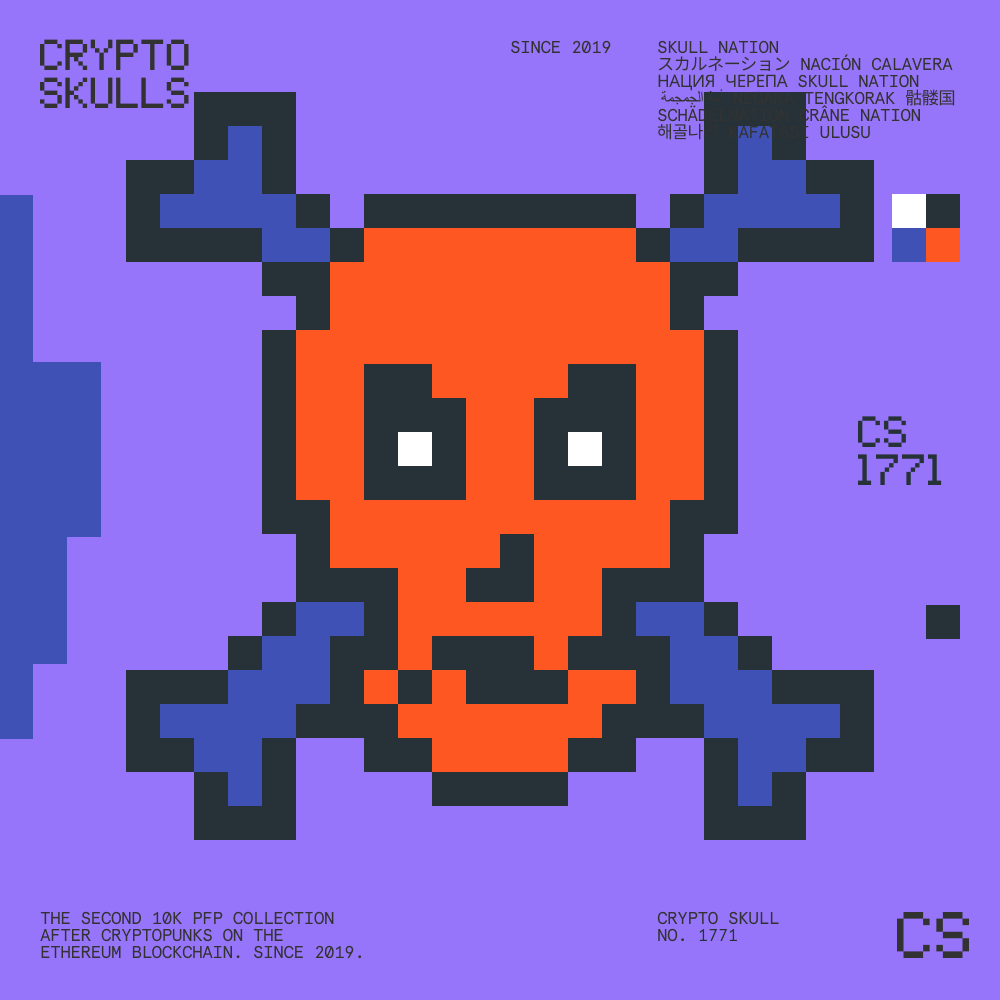 CRYPTO
SKULLS
SINCE 2019
SKULL NATION
スカルネーション NACIÓN CALAVERA
НАЦИЯ ЧЕРЕПА SKULL NATION
TENGKORAK 骷髅国
CRÂNE NATION
해골나 ULUSU
CS
1771
THE SECOND 10K PFP COLLECTION
AFTER CRYPTOPUNKS ON THE
ETHEREUM BLOCKCHAIN. SINCE 2019.
CRYPTO SKULL
NO. 1771
CS